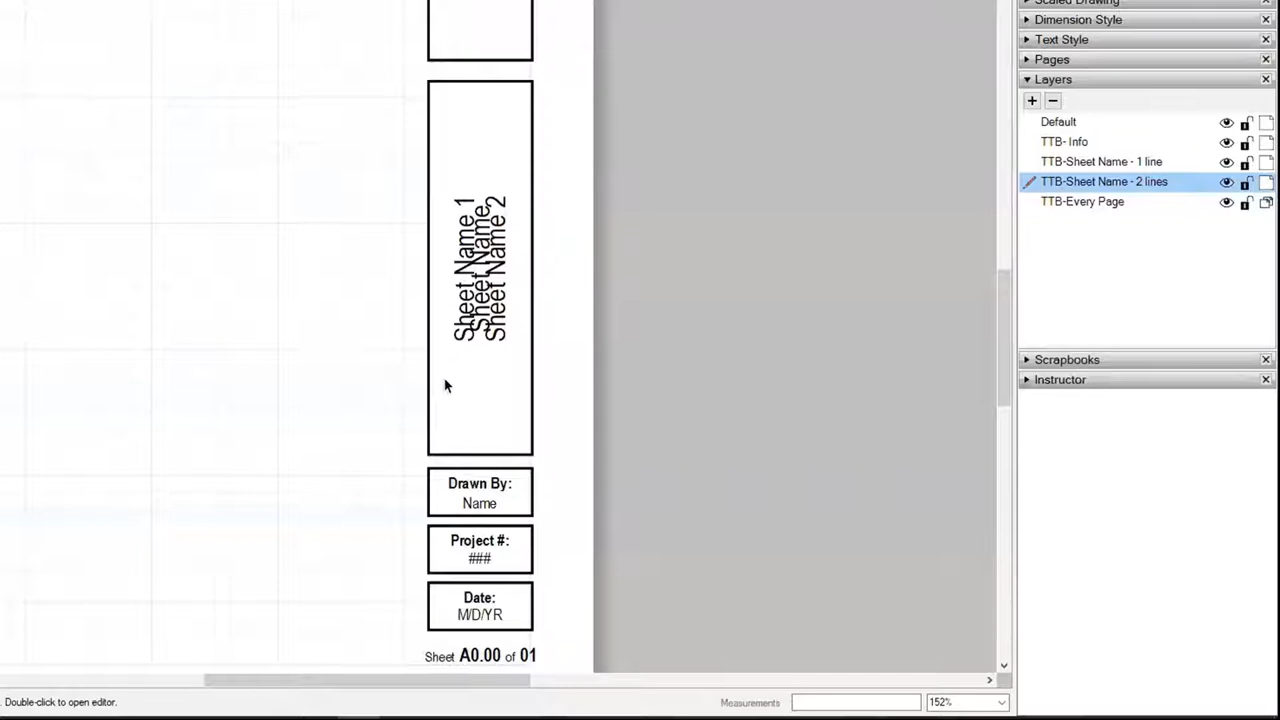 Scaled Drawing
Dimension Style
Text Style
Pages
Layers
Default
TTB- Info
TTB-Sheet Name - 1 line
TTB-Sheet Name - 2 lines
TTB-Every Page
Scrapbooks
Instructor
Sheet Name 1
Sheet Name
Sheet Name 2
Drawn By:
Name
Project #:
###
Date:
M/D/YR
Sheet A0.00 of 01
. Double-click to open editor.
Measurements
152%